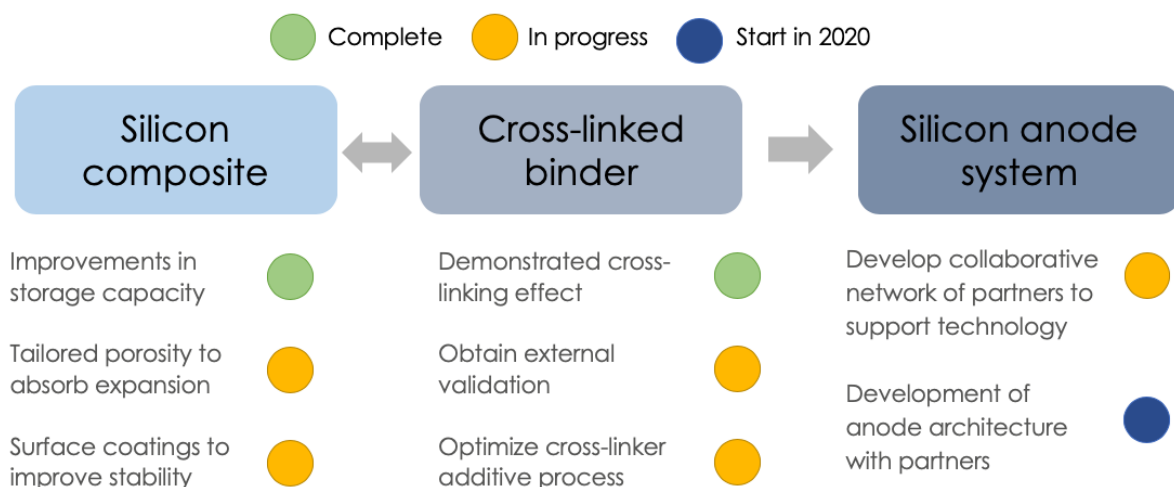 Complete
In progress
Start in 2020
Silicon
composite
Cross-linked
binder
Silicon anode
system
Improvements in
storage capacity
Tailored porosity to
absorb expansion
Surface coatings to
improve stability
Demonstrated cross-
linking effect
Obtain external
validation
Optimize cross-linker
additive process
Develop collaborative
network of partners to
support technology
Development of
anode architecture
with partners